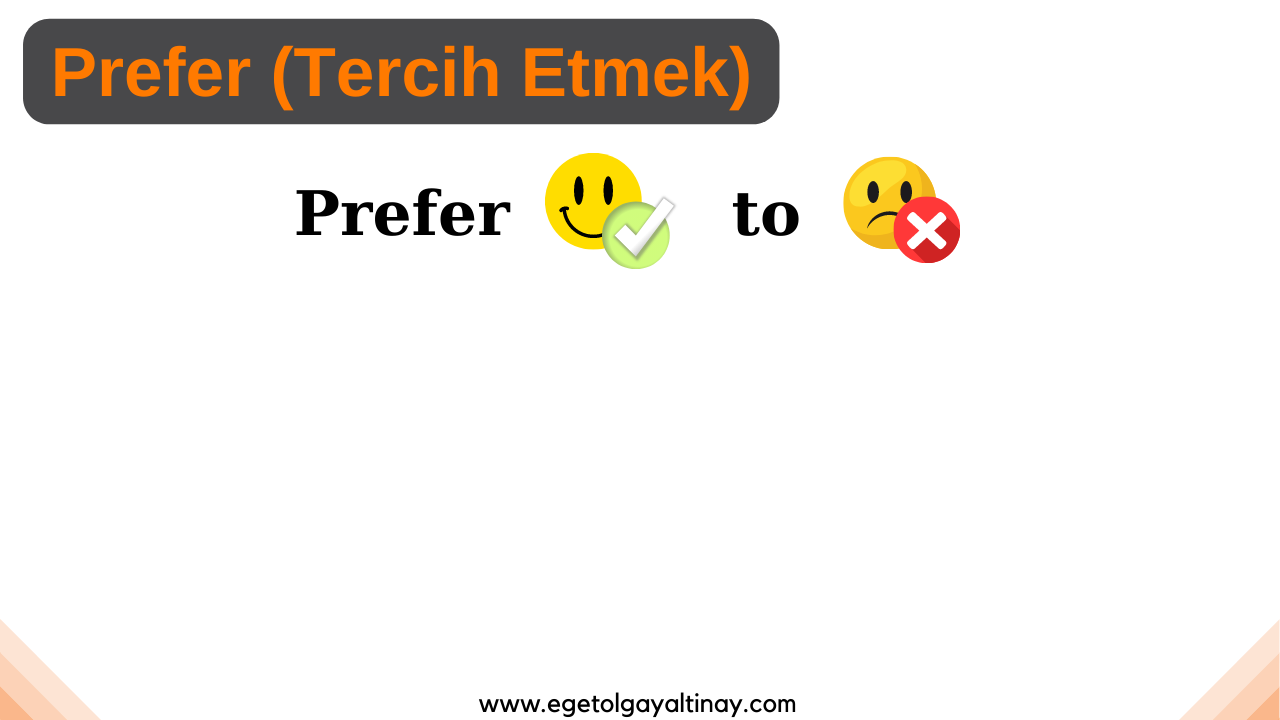 Prefer (Tercih Etmek)
Prefer to
www.egetolgayaltinay.com